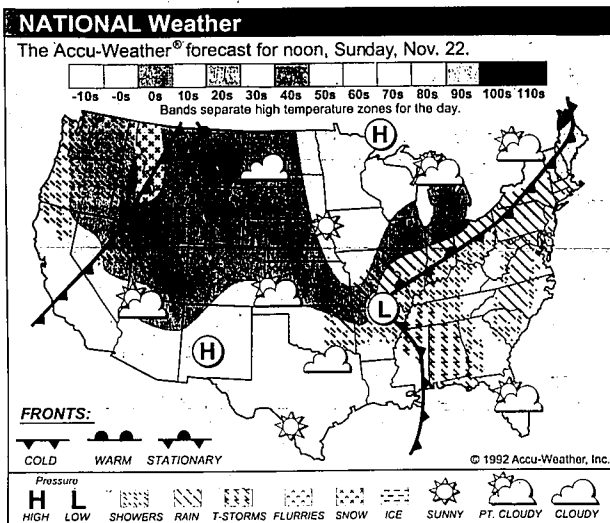 NATIONAL Weather
The Accu-Weather® forecast for noon, Sunday, Nov. 22.
-10s -0s 0s 10s 20s 30s 40s 50s 60s 70s 80s 90s 100s 110s
Bands separate high temperature zones for the day.
H
L
H
FRONTS:
COLD WARM STATIONARY
© 1992 Accu-Weather, Inc.
Pressure
H L
HIGH LOW SHOWERS RAIN T-STORMS FLURRIES SNOW ICE SUNNY PT. CLOUDY CLOUDY